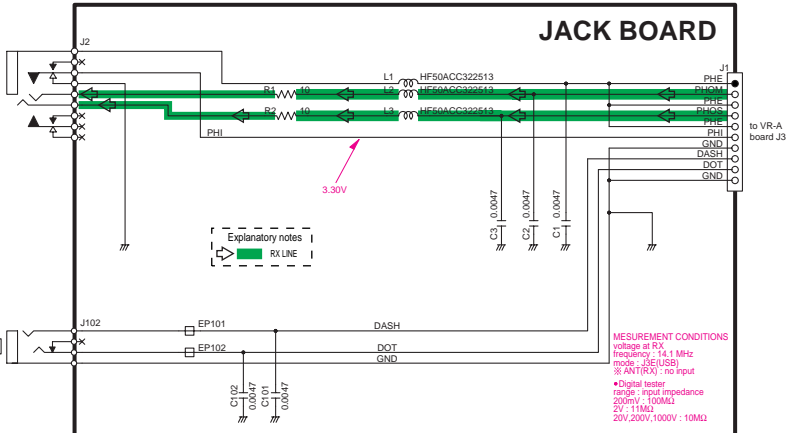 JACK BOARD
J2
J1
L1 HF50ACC322513
PHE
R1 10 L2 HF50ACC322513
PHOM
PHE
R2 10 L3 HF50ACC322513
PHOS
PHE
PHI
PHI
to VR-A
board J3
GND
DASH
DOT
GND
3.30V
C3 0.0047
C2 0.0047
C1 0.0047
Explanatory notes
RX LINE
J102
EP101
DASH
EP102
DOT
GND
C102
0.0047
C101
0.0047
MESUREMENT CONDITIONS
voltage at RX
frequency : 14.1 MHz
mode : J3E(USB)
※ ANT(RX) : no input
•Digital tester
range : input impedance
200mV : 100MΩ
2V : 11MΩ
20V,200V,1000V : 10MΩ